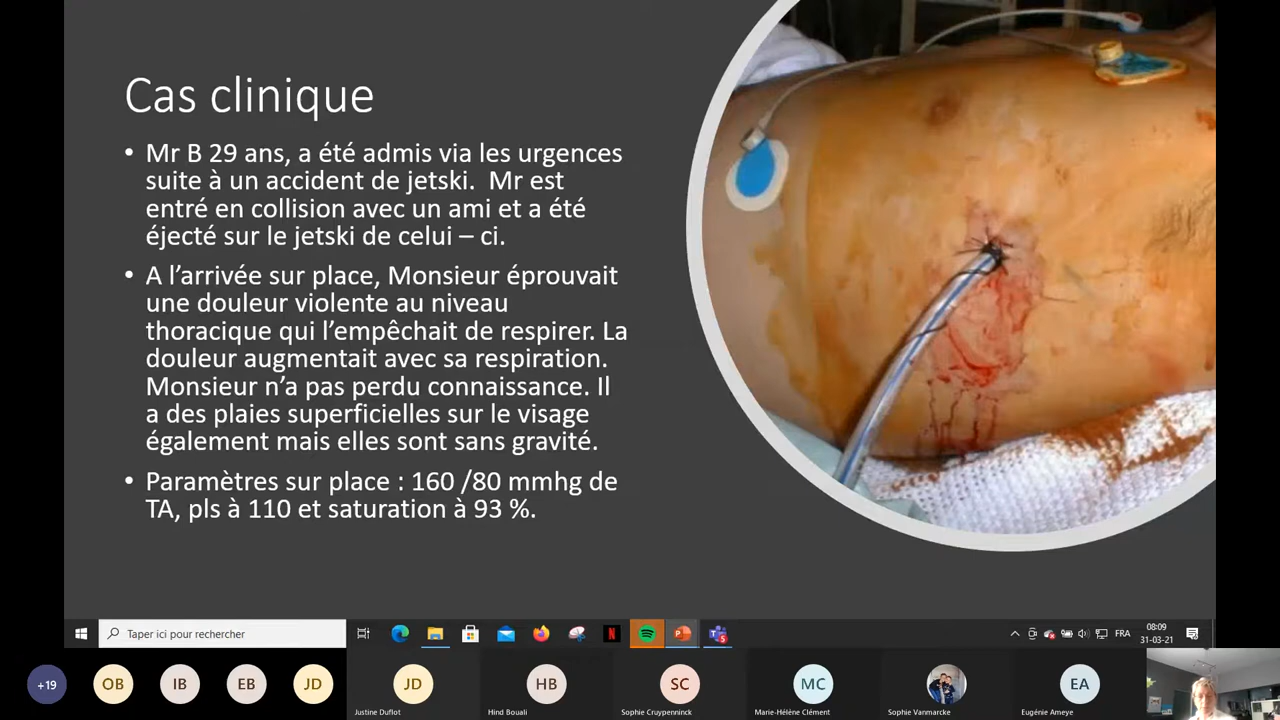 Cas clinique
• Mr B 29 ans, a été admis via les urgences
suite à un accident de jetski.  Mr est
entré en collision avec un ami et a été
éjecté sur le jetski de celui – ci.
• A l’arrivée sur place, Monsieur éprouvait
une douleur violente au niveau
thoracique qui l’empêchait de respirer. La
douleur augmentait avec sa respiration.
Monsieur n’a pas perdu connaissance. Il
a des plaies superficielles sur le visage
également mais elles sont sans gravité.
• Paramètres sur place : 160 /80 mmhg de
TA, pls à 110 et saturation à 93 %.
Taper ici pour rechercher
FRA
08:09
31-03-21
+19
OB
IB
EB
JD
JD
HB
SC
MC
EA
Justine Duflot
Hind Bouali
Sophie Cruypenninck
Marie-Hélène Clément
Sophie Vanmarcke
Eugénie Ameye